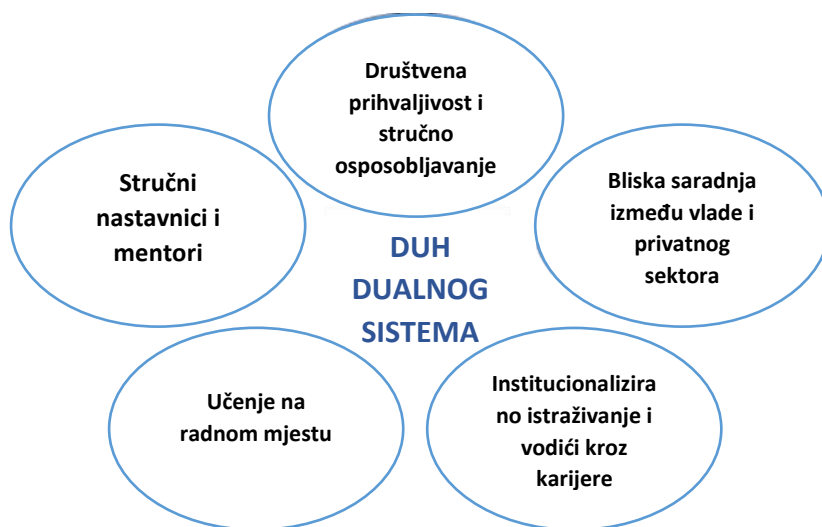 Društvena
prihvaljivost i
stručno
osposobljavanje
Stručni
nastavnici i
mentori
Bliska saradnja
između vlade i
privatnog
sektora
DUH
DUALNOG
SISTEMA
Učenje na
radnom mjestu
Institucionalizira
no istraživanje i
vodići kroz
karijere